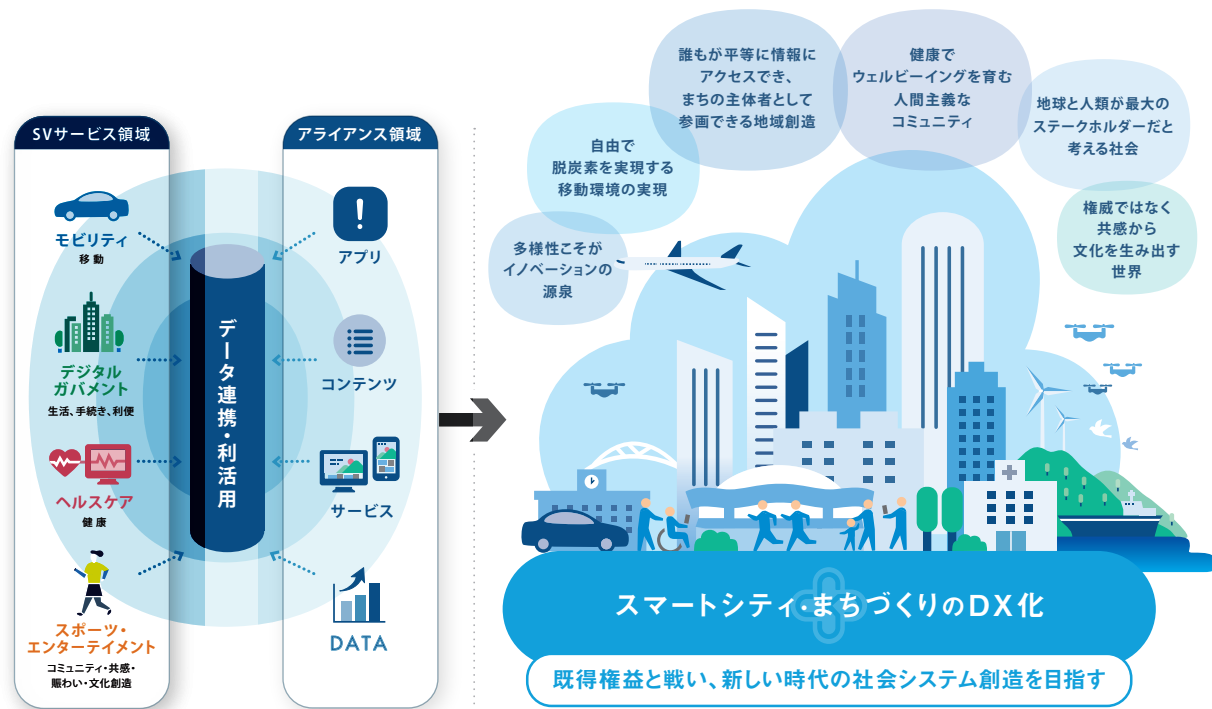 SVサービス領域
モビリティ
移動
デジタル
ガバメント
生活、手続き、利便
ヘルスケア
健康
スポーツ・
エンターテイメント
コミュニティ・共感・
賑わい・文化創造
データ連携・利活用
アライアンス領域
アプリ
コンテンツ
サービス
DATA
多様性こそが
イノベーションの
源泉
自由で
脱炭素を実現する
移動環境の実現
誰もが平等に情報に
アクセスでき、
まちの主体者として
参画できる地域創造
健康で
ウェルビーイングを育む
人間主義な
コミュニティ
地球と人類が最大の
ステークホルダーだと
考える社会
権威ではなく
共感から
文化を生み出す
世界
スマートシティ・まちづくりのDX化
既得権益と戦い、新しい時代の社会システム創造を目指す